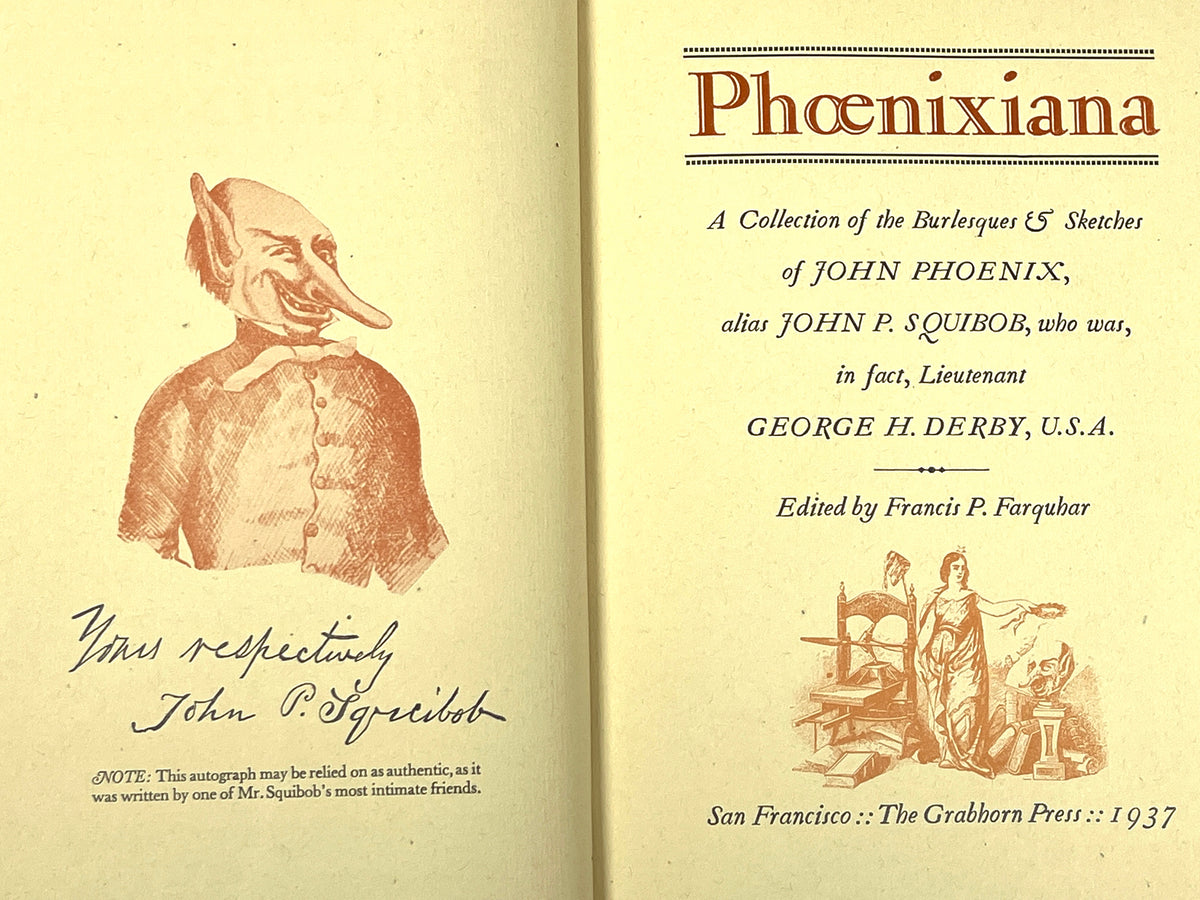 Yours respectively
John P. Squibob
NOTE: This autograph may be relied on as authentic, as it
was written by one of Mr. Squibob's most intimate friends.
Phœnixiana
A Collection of the Burlesques & Sketches
of JOHN PHOENIX,
alias JOHN P. SQUIBOB, who was,
in fact, Lieutenant
GEORGE H. DERBY, U.S.A.
Edited by Francis P. Farquhar
San Francisco :: The Grabhorn Press :: 1937